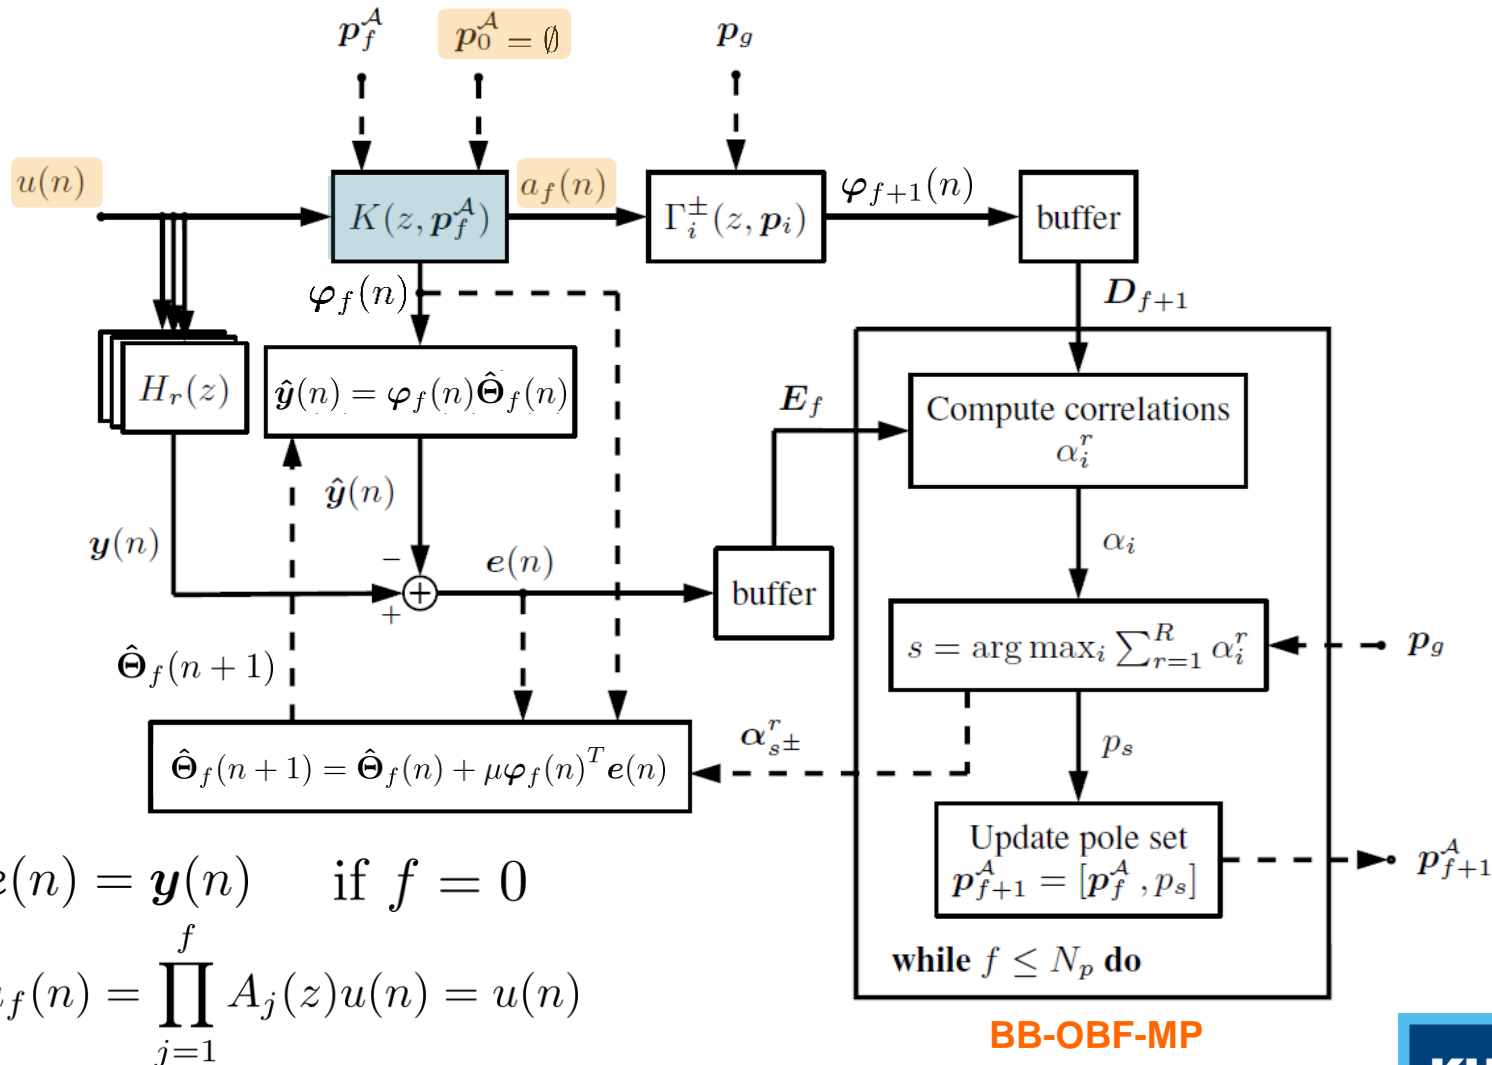 𝒑_f^𝒜
𝒑_0^𝒜 = ∅
𝒑_g
u(n)
K(z, 𝒑_f^𝒜)
a_f(n)
Γ_i^±(z, 𝒑_i)
𝝋_{f+1}(n)
buffer
𝝋_f(n)
𝑫_{f+1}
H_r(z)
ŷ(n) = 𝝋_f(n)Θ̂_f(n)
𝑬_f
Compute correlations
α_i^r
ŷ(n)
𝒚(n)
−
+
+
𝒆(n)
buffer
α_i
s = arg max_i ∑_{r=1}^R α_i^r
𝒑_g
Θ̂_f(n + 1)
𝜶_{s±}^r
p_s
Θ̂_f(n + 1) = Θ̂_f(n) + μ𝝋_f(n)^T 𝒆(n)
Update pole set
𝒑_{f+1}^𝒜 = [𝒑_f^𝒜 , p_s]
𝒑_{f+1}^𝒜
while f ≤ N_p do
BB-OBF-MP
𝒆(n) = 𝒚(n) if f = 0
a_f(n) = ∏_{j=1}^f A_j(z)u(n) = u(n)